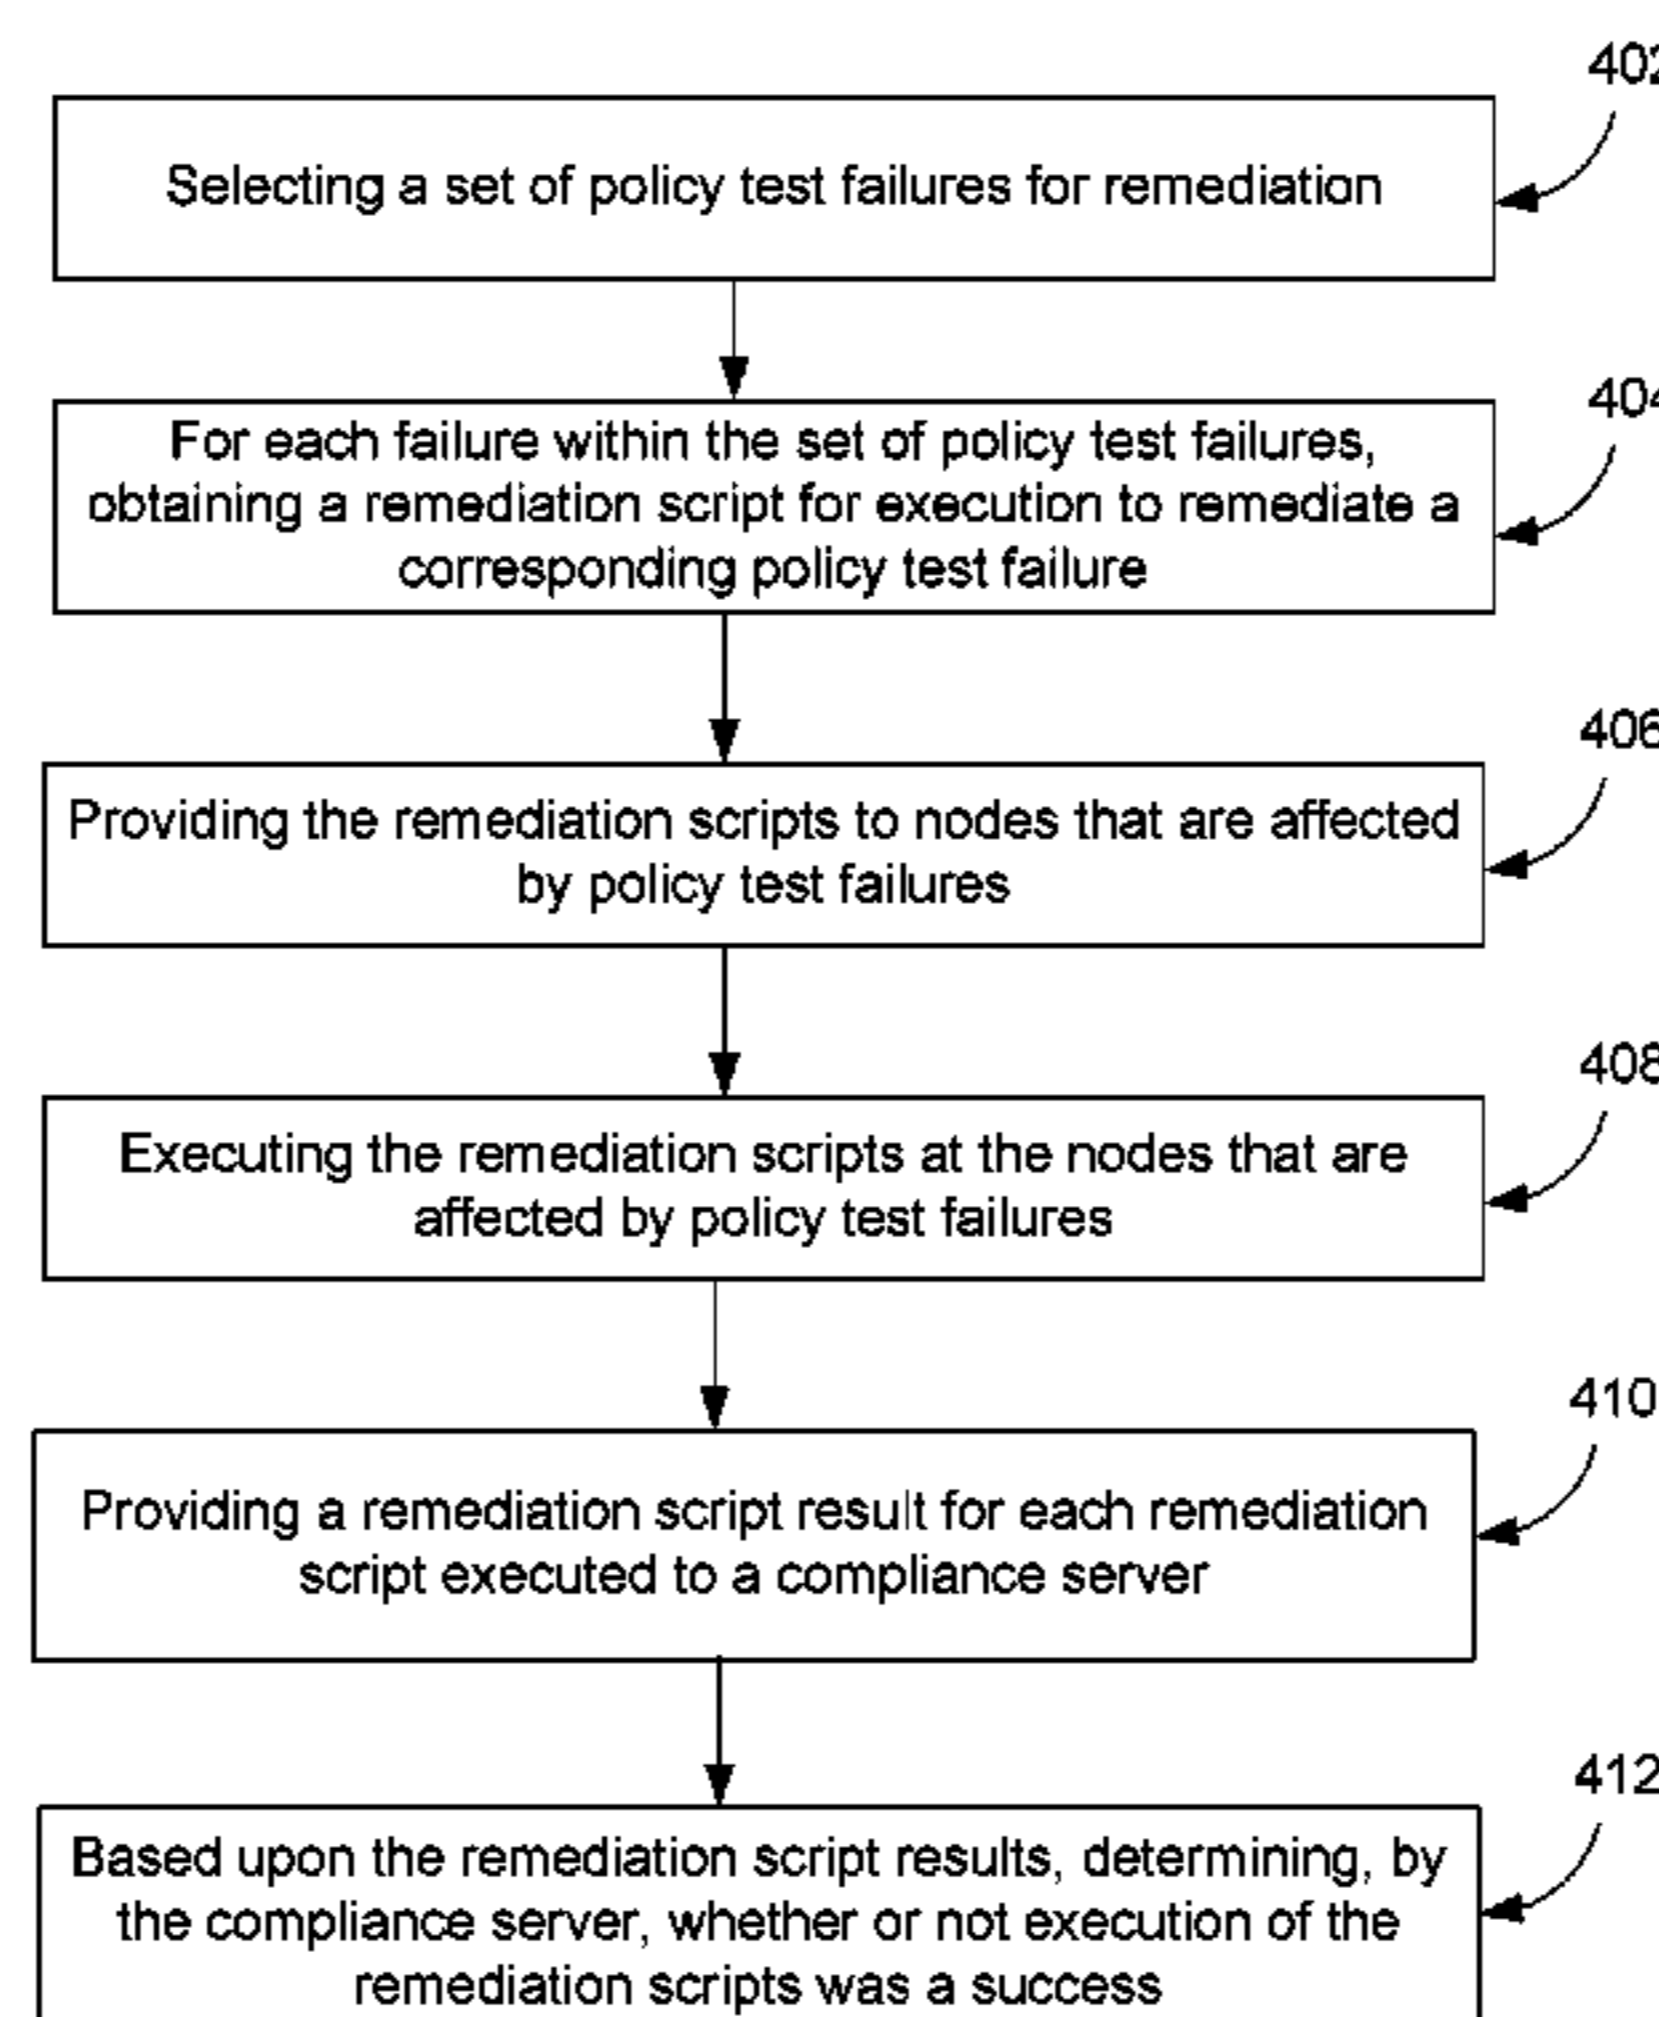 402
Selecting a set of policy test failures for remediation
404
For each failure within the set of policy test failures,
obtaining a remediation script for execution to remediate a
corresponding policy test failure
406
Providing the remediation scripts to nodes that are affected
by policy test failures
408
Executing the remediation scripts at the nodes that are
affected by policy test failures
410
Providing a remediation script result for each remediation
script executed to a compliance server
412
Based upon the remediation script results, determining, by
the compliance server, whether or not execution of the
remediation scripts was a success